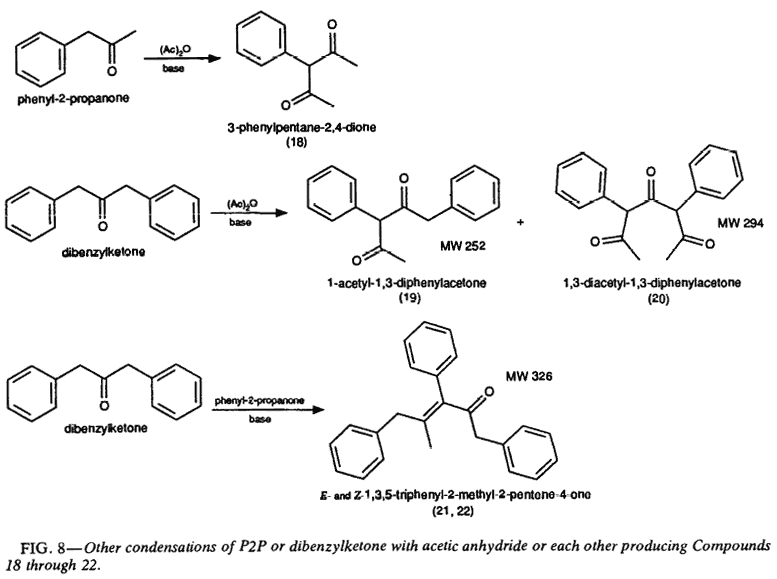 O
phenyl-2-propanone
(Ac)₂O
base
O
O
3-phenylpentane-2,4-dione
(18)
O
dibenzylketone
(Ac)₂O
base
O
O
MW 252
1-acetyl-1,3-diphenylacetone
(19)
+
O
O
O
MW 294
1,3-diacetyl-1,3-diphenylacetone
(20)
O
dibenzylketone
phenyl-2-propanone
base
O
MW 326
E- and Z-1,3,5-triphenyl-2-methyl-2-pentene-4-one
(21, 22)
FIG. 8—Other condensations of P2P or dibenzylketone with acetic anhydride or each other producing Compounds
18 through 22.